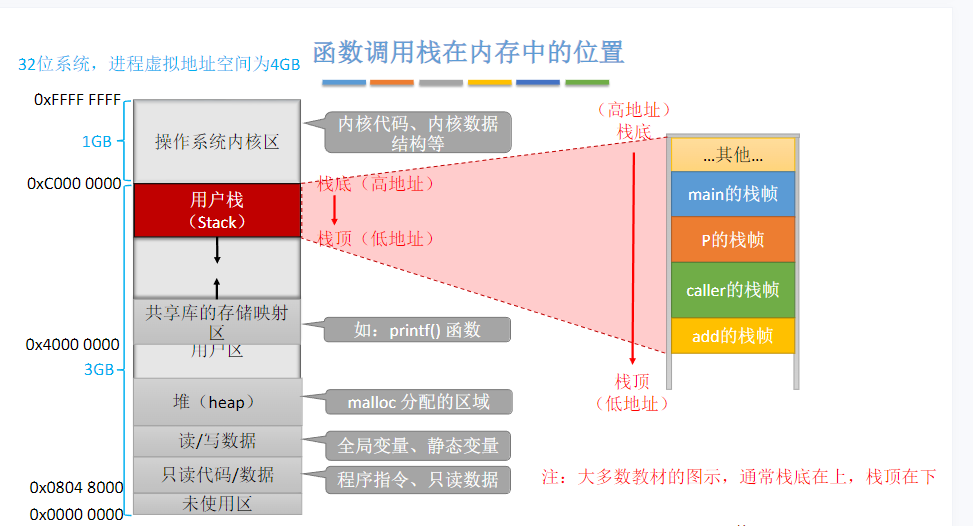 函数调用栈在内存中的位置
32位系统，进程虚拟地址空间为4GB
0xFFFF FFFF
1GB
操作系统内核区
内核代码、内核数据
结构等
0xC000 0000
用户栈
（Stack）
栈底（高地址）
栈顶（低地址）
共享库的存储映射
区
如：printf() 函数
0x4000 0000
用户区
3GB
堆（heap）
malloc 分配的区域
读/写数据
全局变量、静态变量
只读代码/数据
程序指令、只读数据
0x0804 8000
未使用区
0x0000 0000
（高地址）
栈底
...其他...
main的栈帧
P的栈帧
caller的栈帧
add的栈帧
栈顶
（低地址）
注：大多数教材的图示，通常栈底在上，栈顶在下